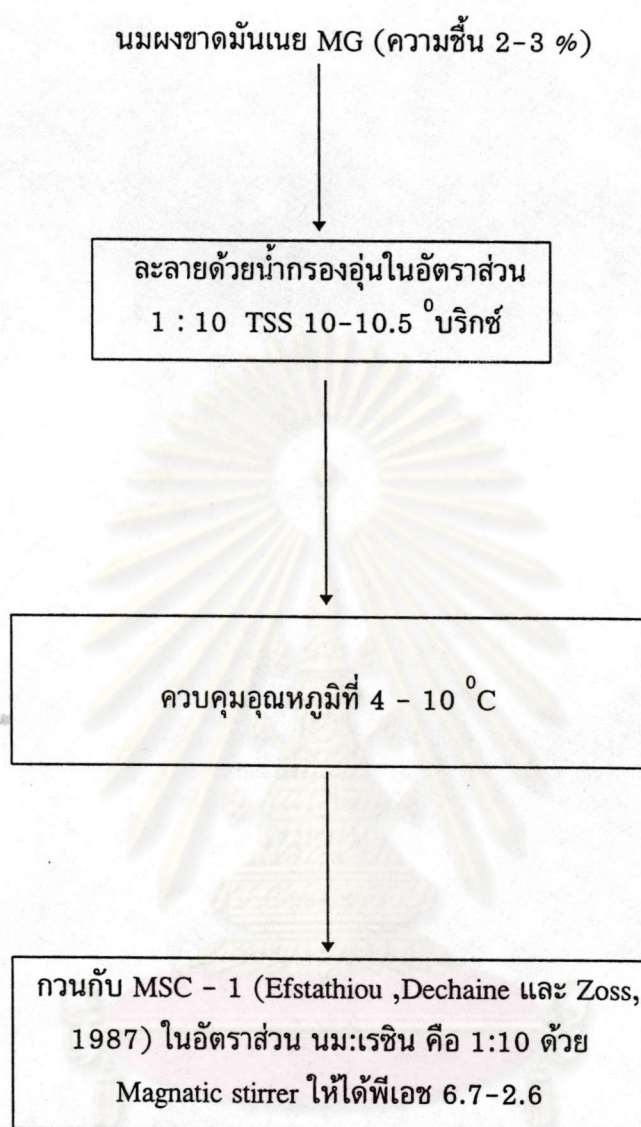 นมผงขาดมันเนย MG (ความชื้น 2-3 %)
ละลายด้วยน้ำกรองอุ่นในอัตราส่วน
1 : 10 TSS 10-10.5 ⁰บริกซ์
ควบคุมอุณหภูมิที่ 4 - 10 ⁰C
กวนกับ MSC - 1 (Efstathiou ,Dechaine และ Zoss,
1987) ในอัตราส่วน นม:เรซิน คือ 1:10 ด้วย
Magnatic stirrer ให้ได้พีเอช 6.7-2.6